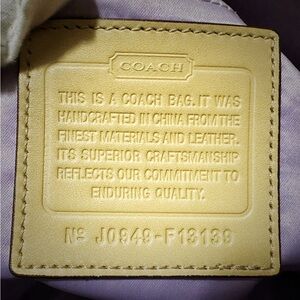 COACH
THIS IS A COACH BAG.IT WAS
HANDCRAFTED IN CHINA FROM THE
FINEST MATERIALS AND LEATHER.
ITS SUPERIOR CRAFTSMANSHIP
REFLECTS OUR COMMITMENT TO
ENDURING QUALITY.
Nº J0949-F13139